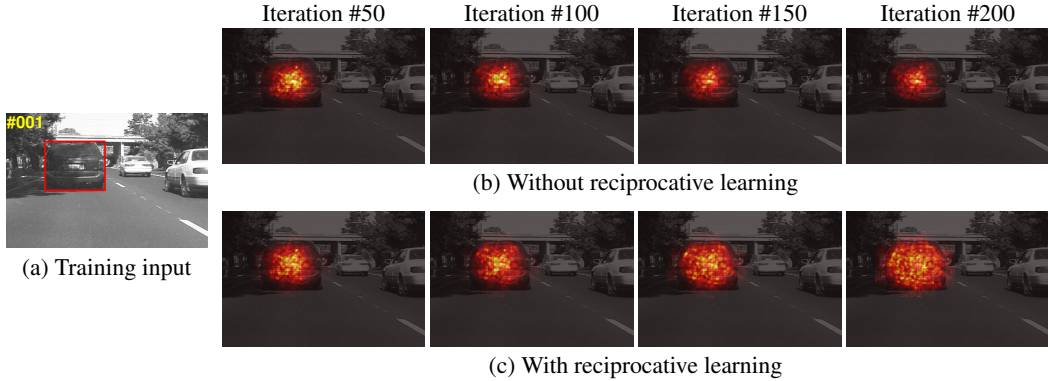 Iteration #50 Iteration #100 Iteration #150 Iteration #200
#001
(a) Training input
(b) Without reciprocative learning
(c) With reciprocative learning